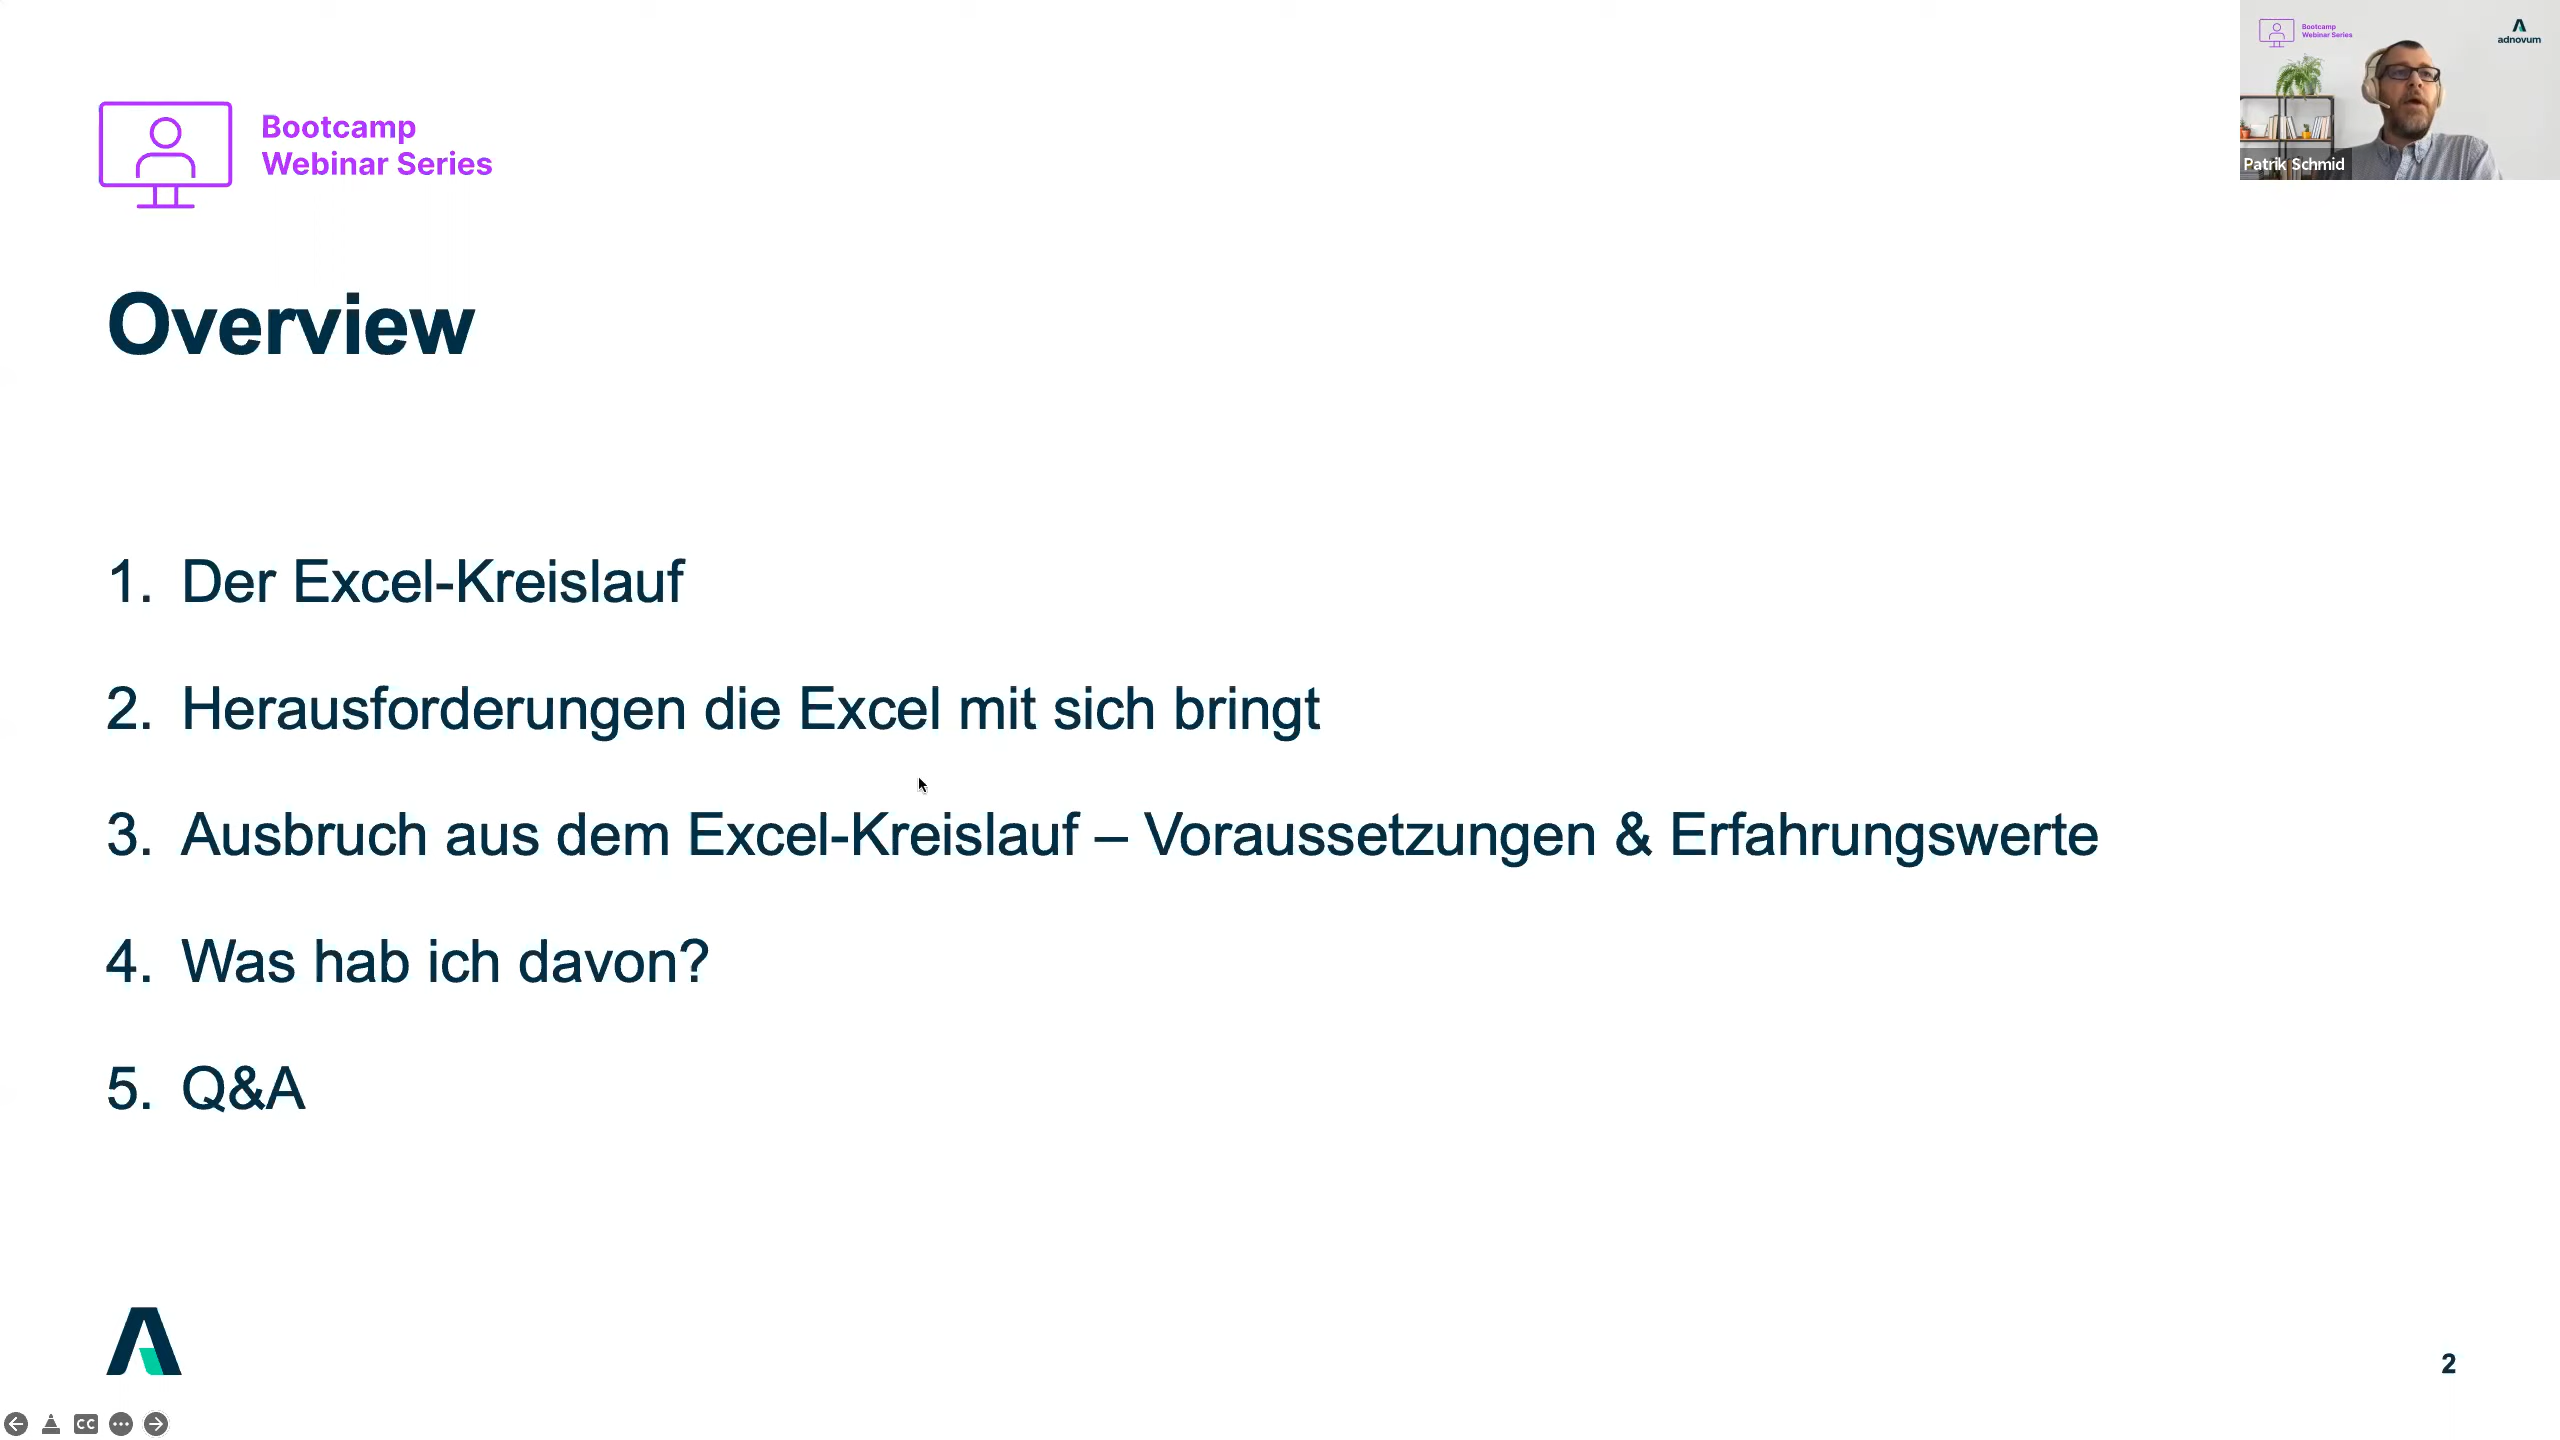 Bootcamp
Webinar Series
Bootcamp
Webinar Series
adnovum
Patrik Schmid
Overview
1. Der Excel-Kreislauf
2. Herausforderungen die Excel mit sich bringt
3. Ausbruch aus dem Excel-Kreislauf – Voraussetzungen & Erfahrungswerte
4. Was hab ich davon?
5. Q&A
2
CC